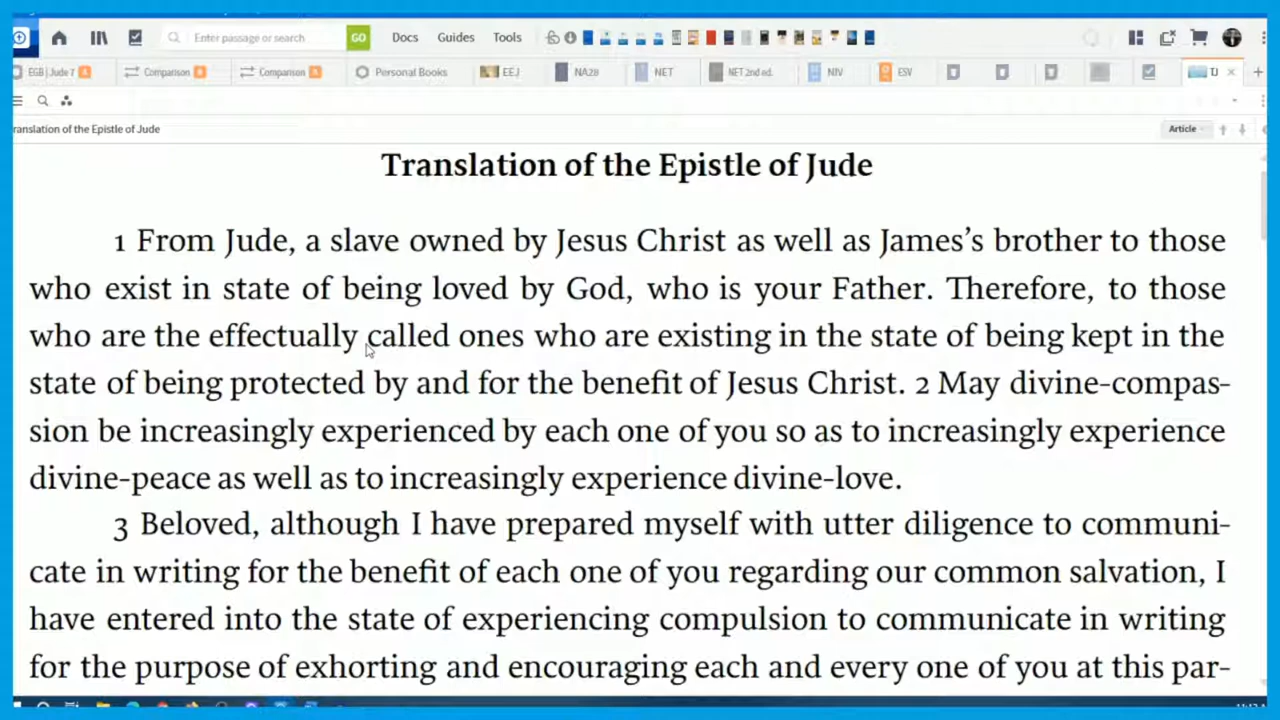 Enter passage or search GO Docs Guides Tools
EGB | Jude 7 Comparison Comparison Personal Books EEJ NA28 NET NET 2nd ed. NIV ESV TJ
ranslation of the Epistle of Jude Article
Translation of the Epistle of Jude
1 From Jude, a slave owned by Jesus Christ as well as James’s brother to those
who exist in state of being loved by God, who is your Father. Therefore, to those
who are the effectually called ones who are existing in the state of being kept in the
state of being protected by and for the benefit of Jesus Christ. 2 May divine-compas-
sion be increasingly experienced by each one of you so as to increasingly experience
divine-peace as well as to increasingly experience divine-love.
3 Beloved, although I have prepared myself with utter diligence to communi-
cate in writing for the benefit of each one of you regarding our common salvation, I
have entered into the state of experiencing compulsion to communicate in writing
for the purpose of exhorting and encouraging each and every one of you at this par-